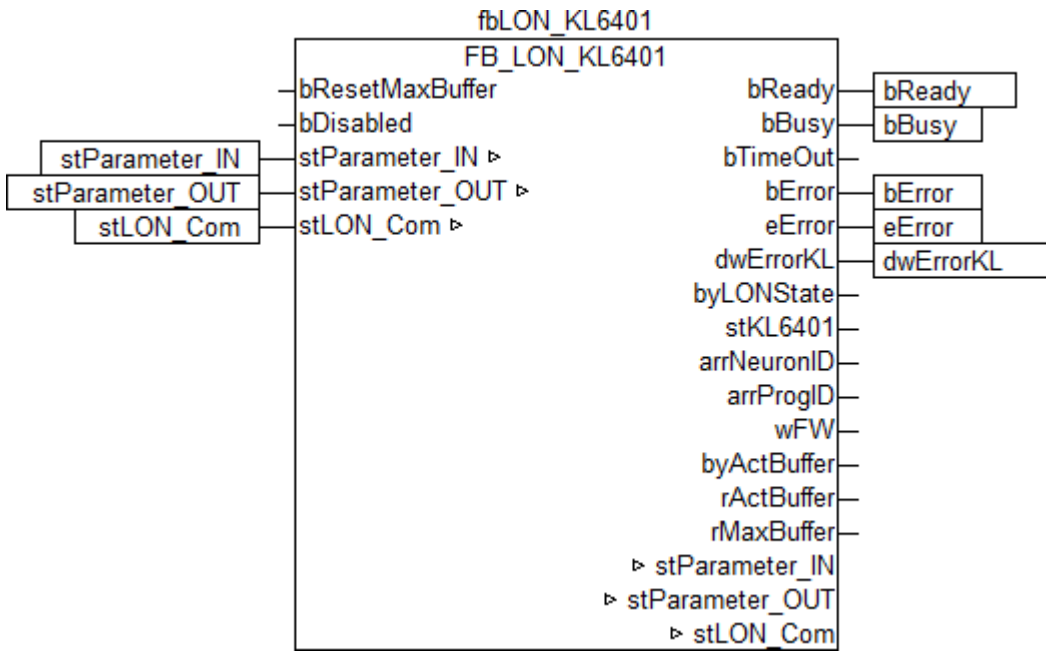 fbLON_KL6401
FB_LON_KL6401
bResetMaxBuffer bReady bReady
bDisabled bBusy bBusy
stParameter_IN stParameter_IN bTimeOut
stParameter_OUT stParameter_OUT bError bError
stLON_Com stLON_Com eError eError
dwErrorKL dwErrorKL
byLONState
stKL6401
arrNeuronID
arrProgID
wFW
byActBuffer
rActBuffer
rMaxBuffer
stParameter_IN
stParameter_OUT
stLON_Com